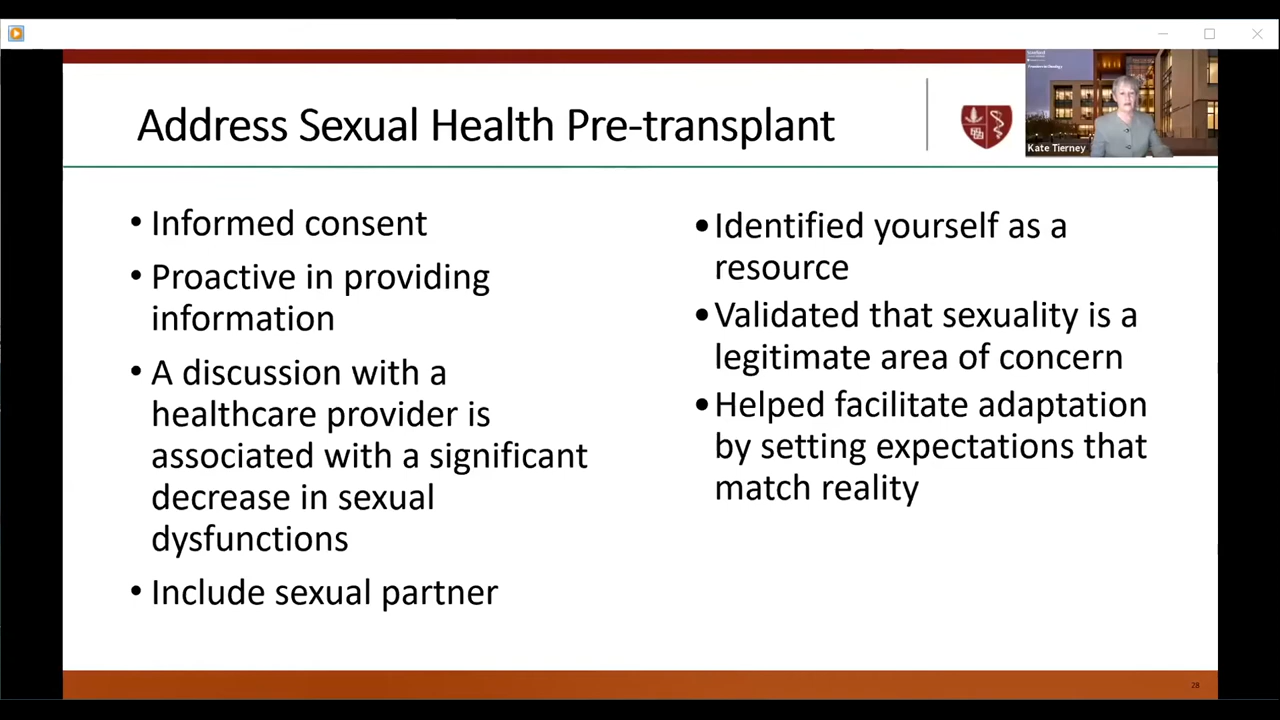 Address Sexual Health Pre-transplant
Kate Tierney
• Informed consent
• Proactive in providing
information
• A discussion with a
healthcare provider is
associated with a significant
decrease in sexual
dysfunctions
• Include sexual partner
• Identified yourself as a
resource
• Validated that sexuality is a
legitimate area of concern
• Helped facilitate adaptation
by setting expectations that
match reality
28